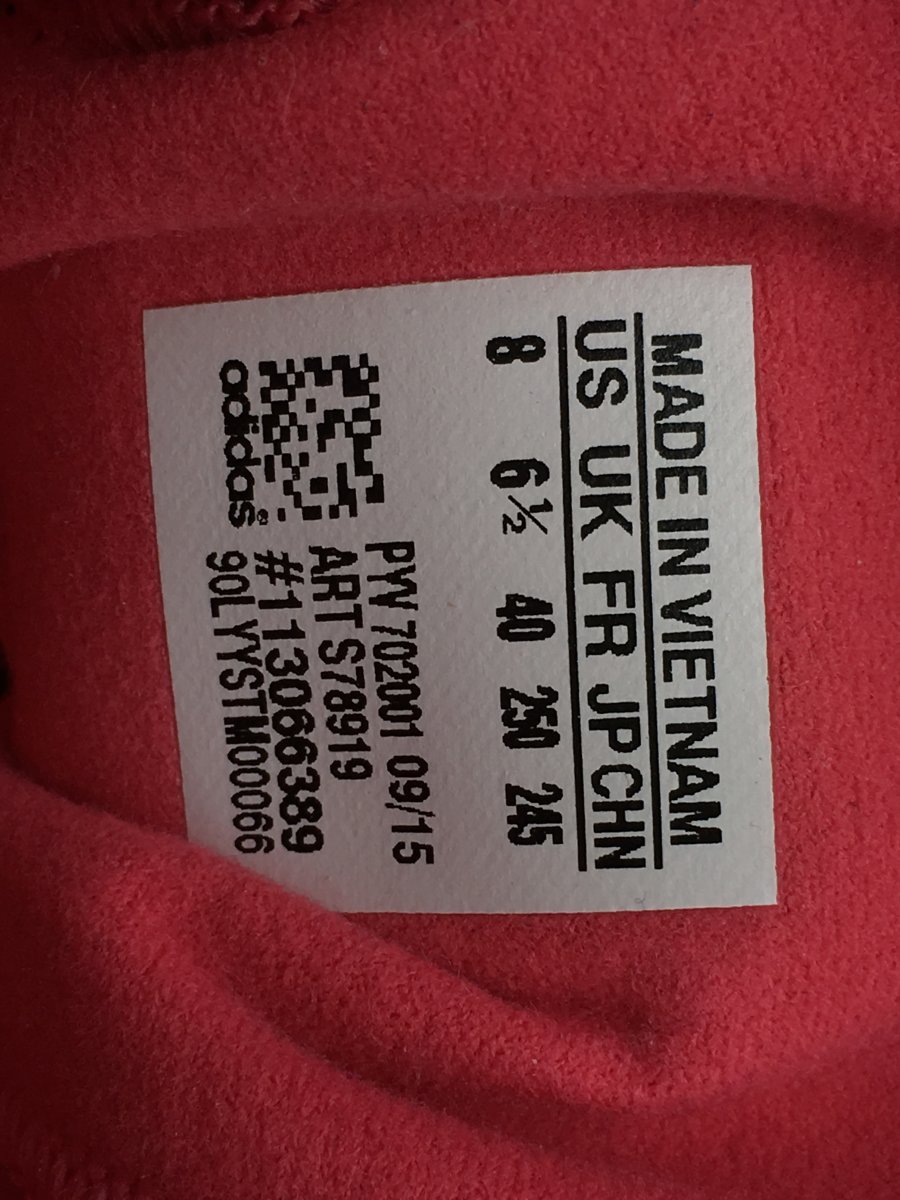 MADE IN VIETNAM
US UK FR JP CHN
8 6½ 40 250 245
PYV 702001 09/15
ART S78919
#113066389
adidas®
90LYYSTM00066